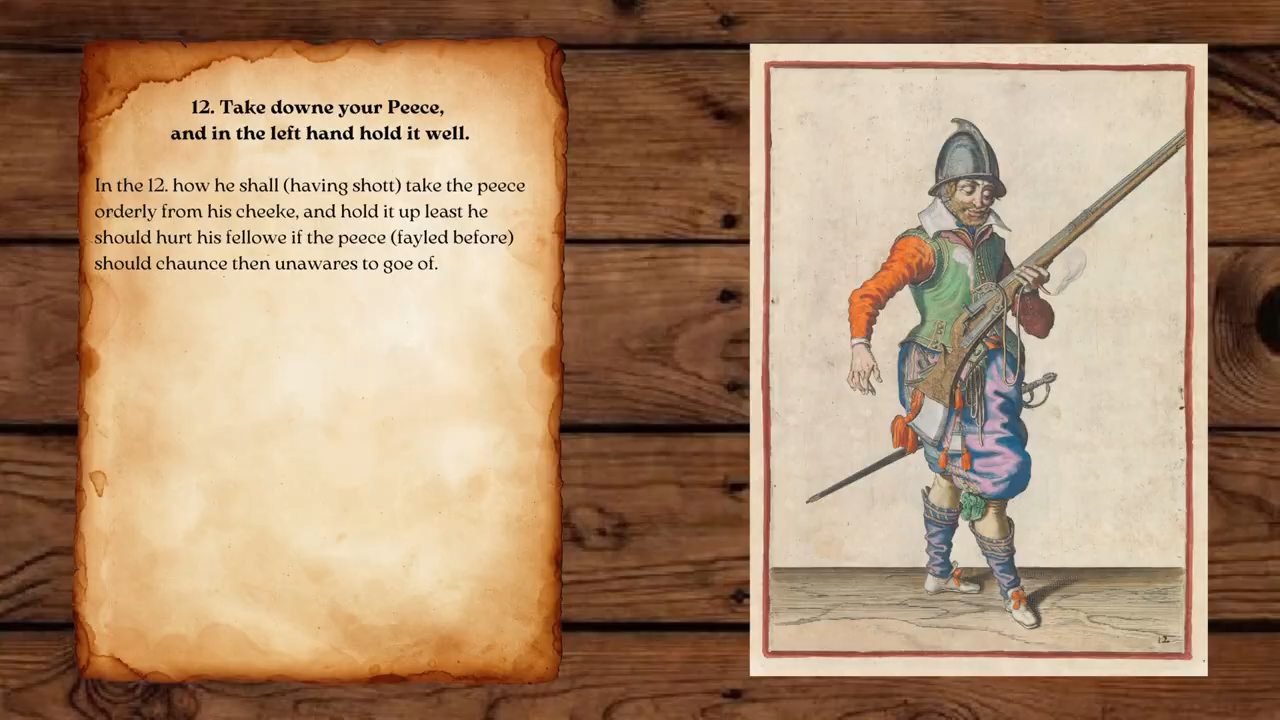 12. Take downe your Peece,
and in the left hand hold it well.
In the 12. how he shall (having shott) take the peece
orderly from his cheeke, and hold it up least he
should hurt his fellowe if the peece (fayled before)
should chaunce then unawares to goe of.
12.